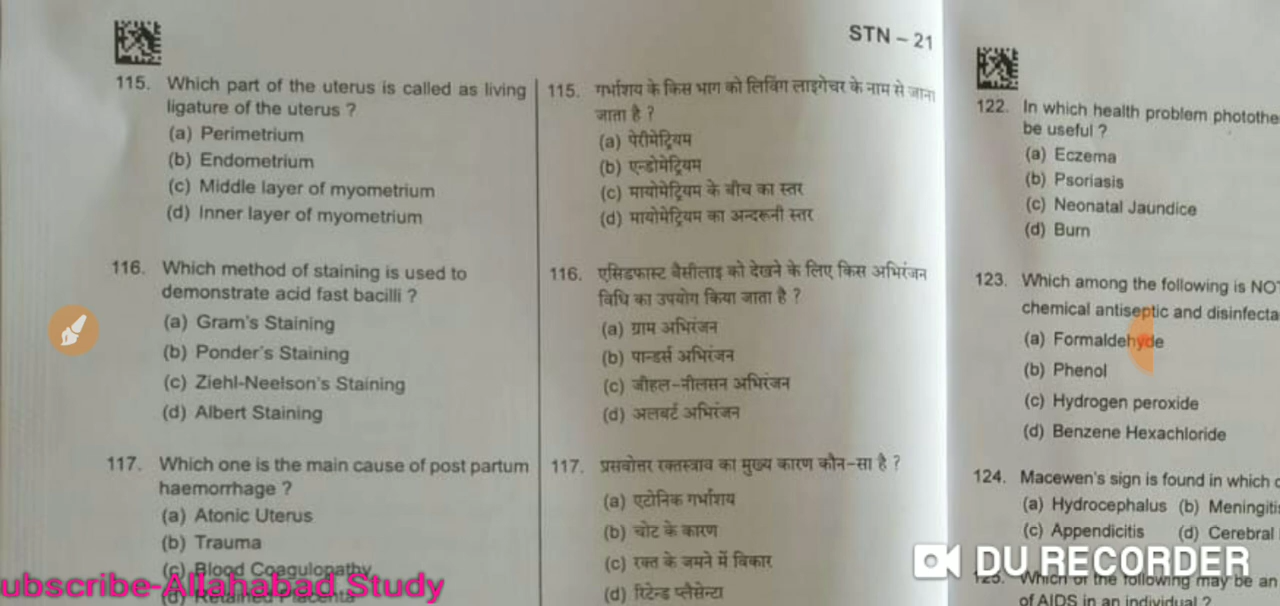 STN – 21
115. Which part of the uterus is called as living
ligature of the uterus ?
(a) Perimetrium
(b) Endometrium
(c) Middle layer of myometrium
(d) Inner layer of myometrium
116. Which method of staining is used to
demonstrate acid fast bacilli ?
(a) Gram's Staining
(b) Ponder's Staining
(c) Ziehl-Neelson's Staining
(d) Albert Staining
117. Which one is the main cause of post partum
haemorrhage ?
(a) Atonic Uterus
(b) Trauma
(c) Blood Coagulopathy
(d) Retained Placenta
115. गर्भाशय के किस भाग को लिविंग लाइगेचर के नाम से जाना
जाता है ?
(a) पेरीमेट्रियम
(b) एन्डोमेट्रियम
(c) मायोमेट्रियम के बीच का स्तर
(d) मायोमेट्रियम का अन्दरूनी स्तर
116. एसिडफास्ट बैसीलाइ को देखने के लिए किस अभिरंजन
विधि का उपयोग किया जाता है ?
(a) ग्राम अभिरंजन
(b) पान्डर्स अभिरंजन
(c) जीहल-नीलसन अभिरंजन
(d) अलबर्ट अभिरंजन
117. प्रसवोत्तर रक्तस्त्राव का मुख्य कारण कौन-सा है ?
(a) एटोनिक गर्भाशय
(b) चोट के कारण
(c) रक्त के जमने में विकार
(d) रिटेन्ड प्लैसेन्टा
122. In which health problem photothe
be useful ?
(a) Eczema
(b) Psoriasis
(c) Neonatal Jaundice
(d) Burn
123. Which among the following is NOT
chemical antiseptic and disinfecta
(a) Formaldehyde
(b) Phenol
(c) Hydrogen peroxide
(d) Benzene Hexachloride
124. Macewen's sign is found in which
(a) Hydrocephalus (b) Meningitis
(c) Appendicitis (d) Cerebral
125. Which of the following may be an
of AIDS in an individual ?
ubscribe-Allahabad Study
DU RECORDER